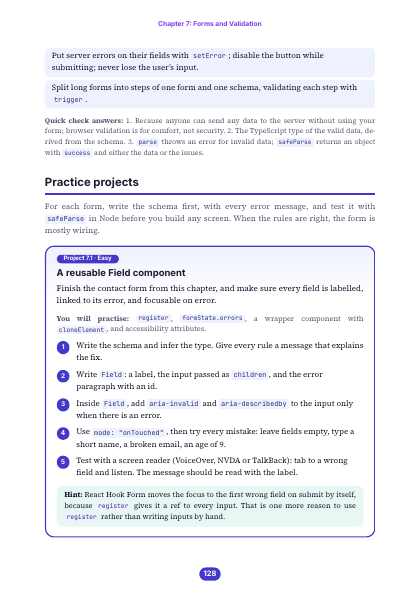 Chapter 7: Forms and Validation
Put server errors on their fields with setError ; disable the button while
submitting; never lose the user's input.
Split long forms into steps of one form and one schema, validating each step with
trigger .
Quick check answers: 1. Because anyone can send any data to the server without using your
form; browser validation is for comfort, not security. 2. The TypeScript type of the valid data, de-
rived from the schema. 3. parse throws an error for invalid data; safeParse returns an object
with success and either the data or the issues.
Practice projects
For each form, write the schema first, with every error message, and test it with
safeParse in Node before you build any screen. When the rules are right, the form is
mostly wiring.
Project 7.1 · Easy
A reusable Field component
Finish the contact form from this chapter, and make sure every field is labelled,
linked to its error, and focusable on error.
You will practise: register, formState.errors, a wrapper component with
cloneElement, and accessibility attributes.
1 Write the schema and infer the type. Give every rule a message that explains
the fix.
2 Write Field: a label, the input passed as children, and the error
paragraph with an id.
3 Inside Field, add aria-invalid and aria-describedby to the input only
when there is an error.
4 Use mode: "onTouched", then try every mistake: leave fields empty, type a
short name, a broken email, an age of 9.
5 Test with a screen reader (VoiceOver, NVDA or TalkBack): tab to a wrong
field and listen. The message should be read with the label.
Hint: React Hook Form moves the focus to the first wrong field on submit by itself,
because register gives it a ref to every input. That is one more reason to use
register rather than writing inputs by hand.
128